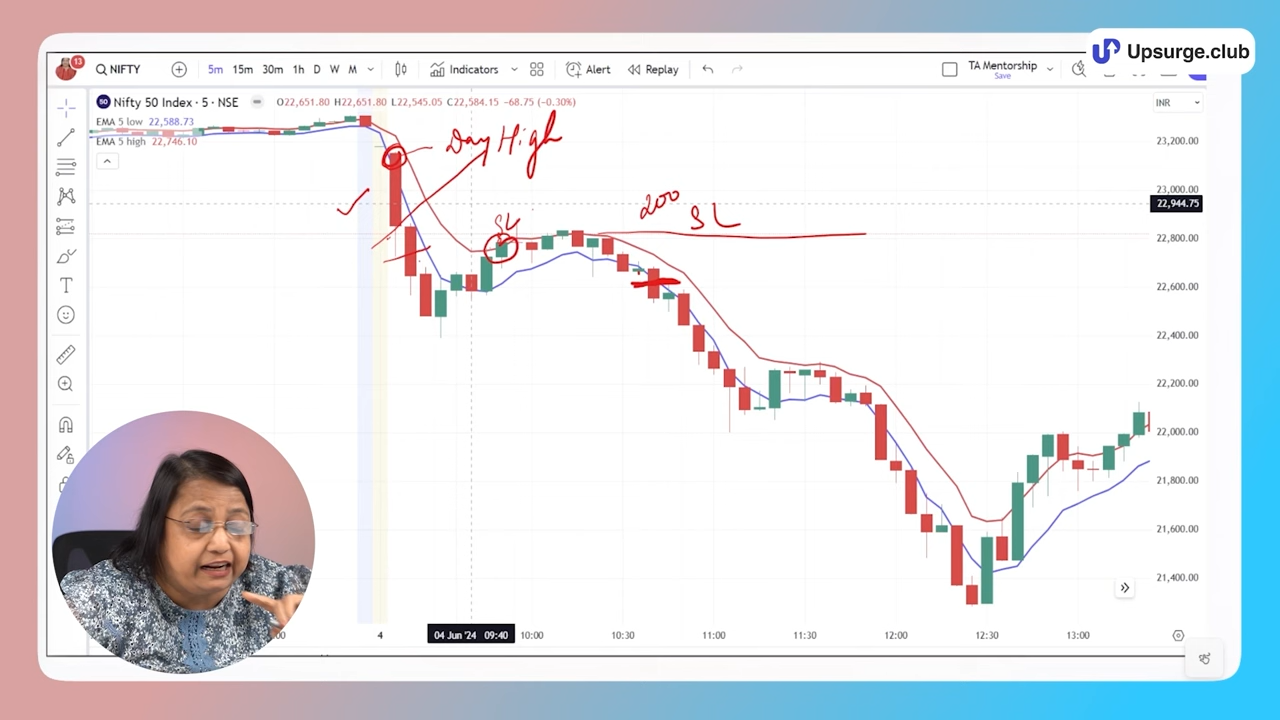 Upsurge.club
13
NIFTY
5m 15m 30m 1h D W M
Indicators
Alert
Replay
TA Mentorship
Save
50 Nifty 50 Index · 5 · NSE
O22,651.80 H22,651.80 L22,545.05 C22,584.15 -68.75 (-0.30%)
INR
EMA 5 low 22,588.73
EMA 5 high 22,746.10
Day High
SL
200 SL
23,200.00
23,000.00
22,944.75
22,800.00
22,600.00
22,400.00
22,200.00
22,000.00
21,800.00
21,600.00
21,400.00
4
04 Jun '24 09:40
10:00
10:30
11:00
11:30
12:00
12:30
13:00